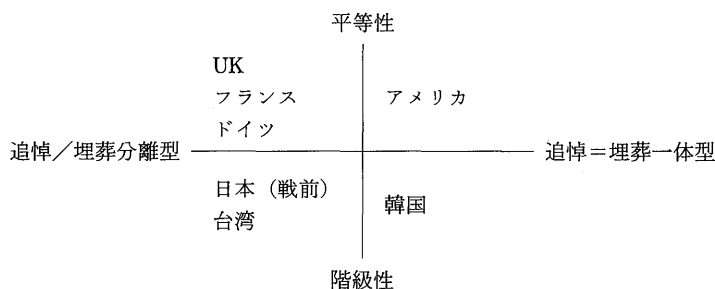 平等性
UK
フランス
アメリカ
ドイツ
追悼／埋葬分離型
追悼＝埋葬一体型
日本（戦前）
韓国
台湾
階級性